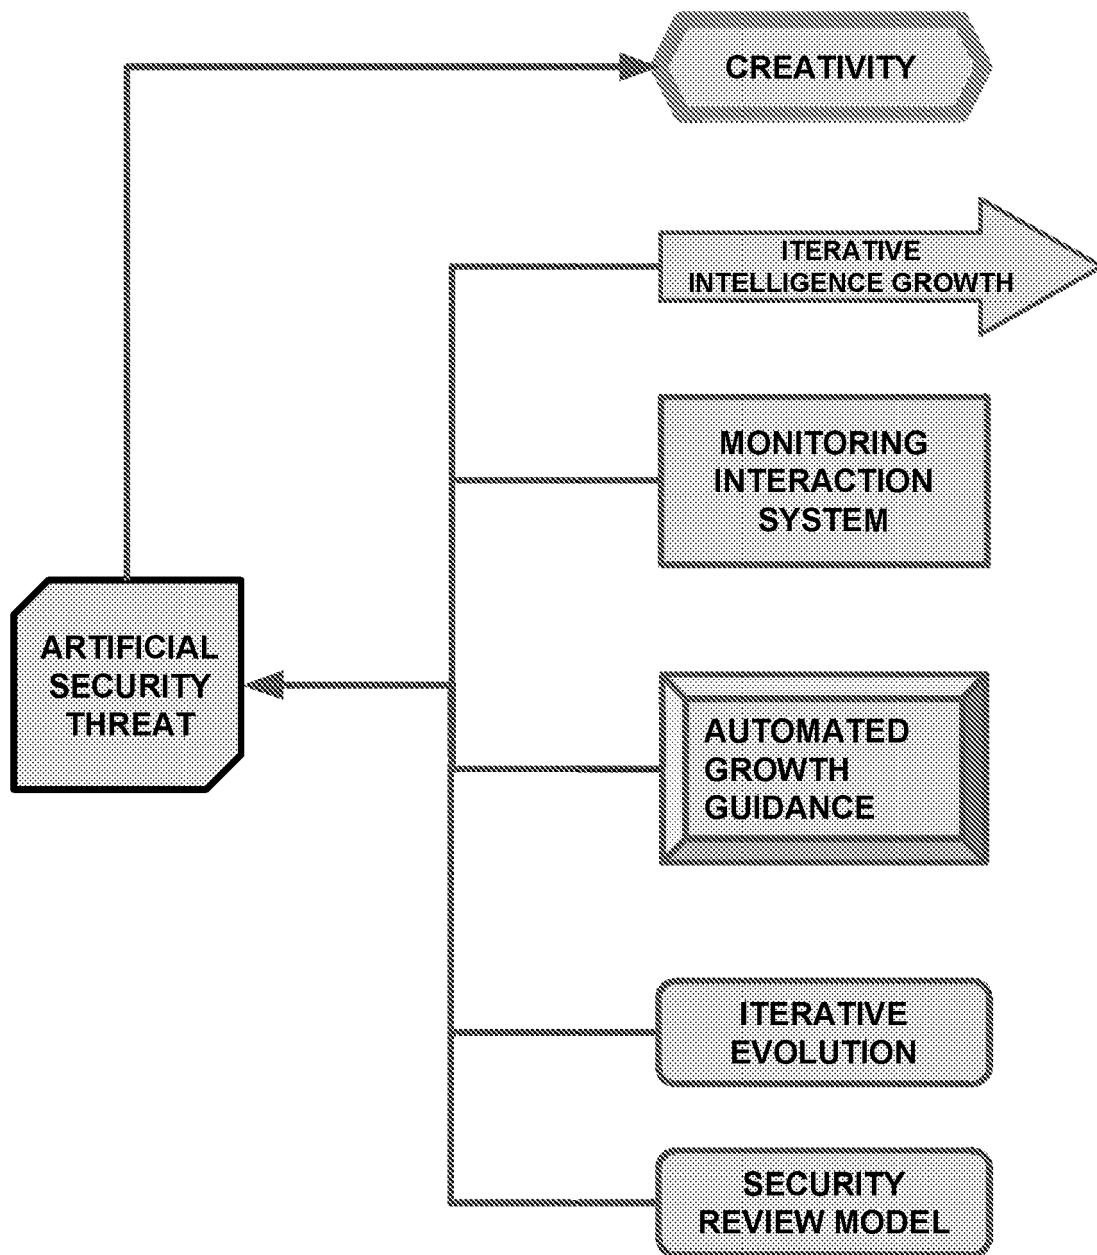 CREATIVITY
ITERATIVE
INTELLIGENCE GROWTH
MONITORING
INTERACTION
SYSTEM
ARTIFICIAL
SECURITY
THREAT
AUTOMATED
GROWTH
GUIDANCE
ITERATIVE
EVOLUTION
SECURITY
REVIEW MODEL